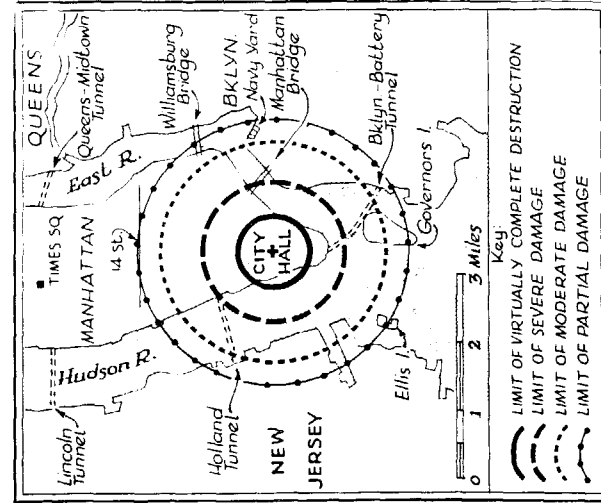 QUEENS
Queens-Midtown
Tunnel
Williamsburg
Bridge
BKLYN.
Navy Yard
Manhattan
Bridge
Bklyn-Battery
Tunnel
East R.
TIMES SQ
MANHATTAN
14 St.
CITY
HALL
Governors I.
Hudson R.
Lincoln
Tunnel
Holland
Tunnel
NEW
JERSEY
Ellis I.
0 1 2 3 Miles
Key:
LIMIT OF VIRTUALLY COMPLETE DESTRUCTION
LIMIT OF SEVERE DAMAGE
LIMIT OF MODERATE DAMAGE
LIMIT OF PARTIAL DAMAGE